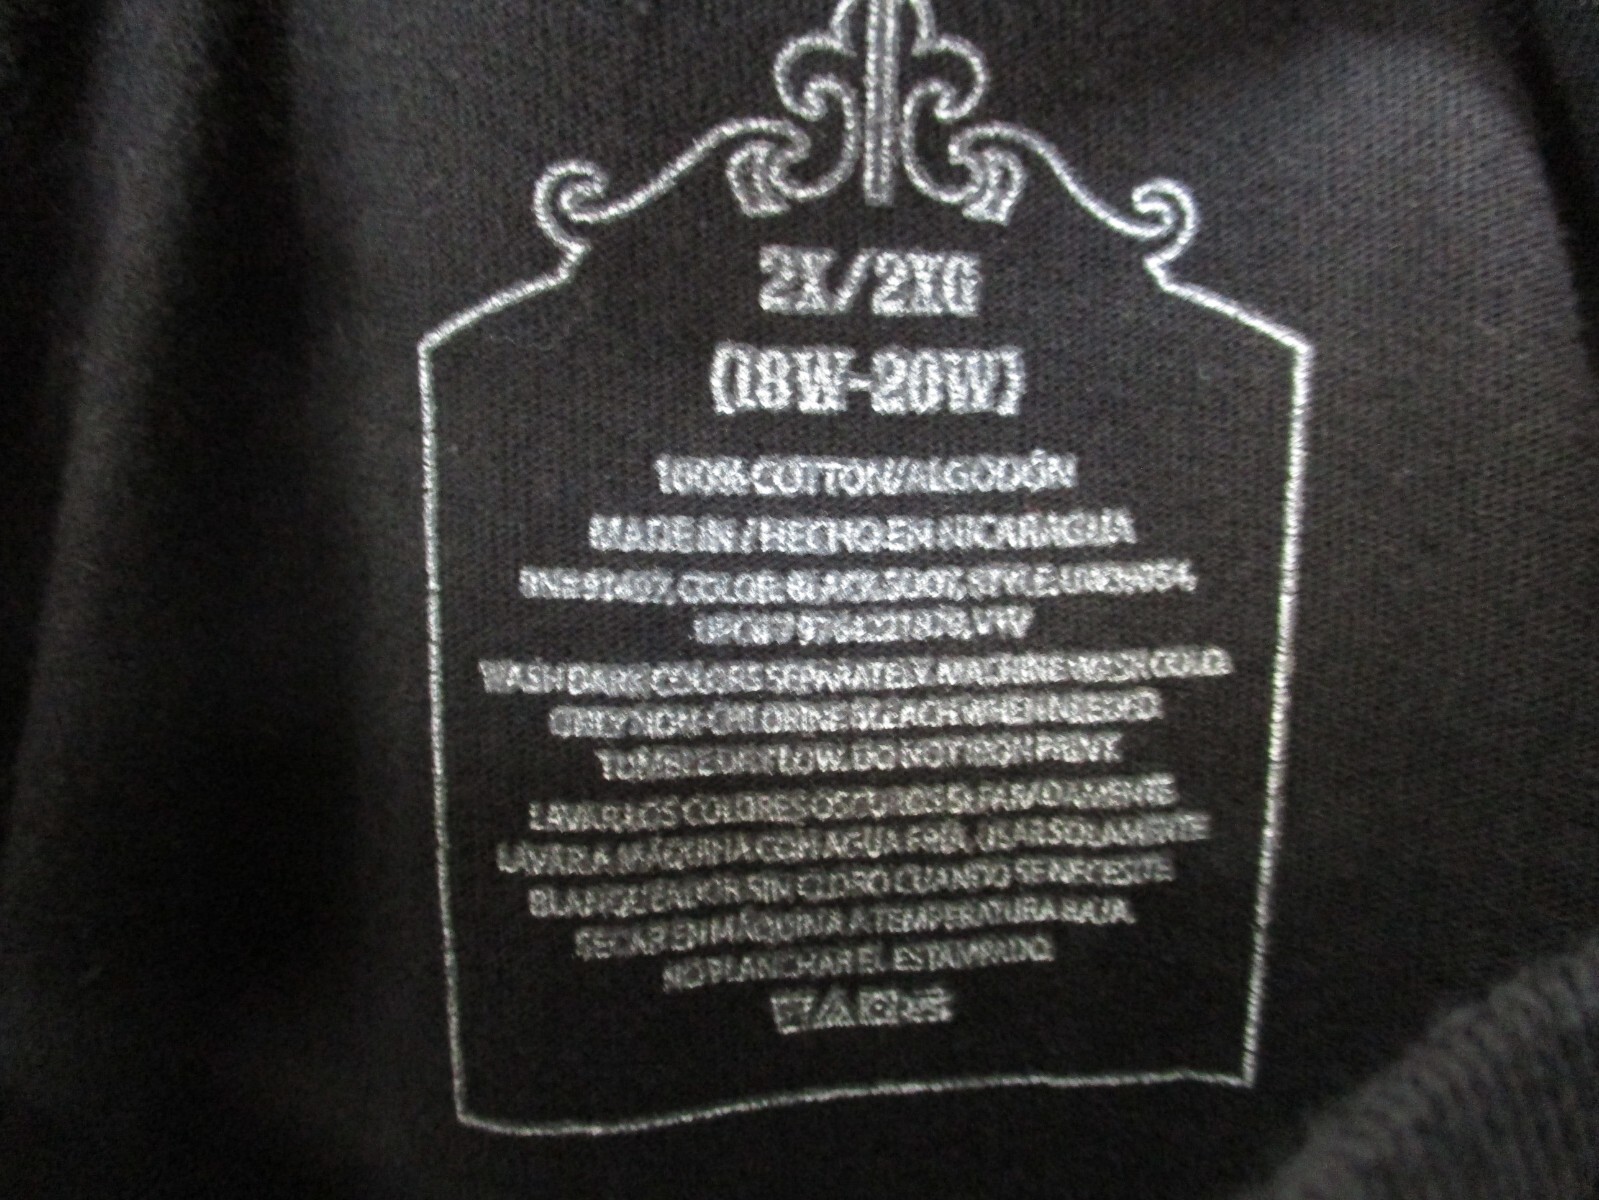 2X/2XG
(18W-20W)
100% COTTON/ALGODÓN
MADE IN / HECHO EN NICARAGUA
COLOR: BLACK STYLE:
WASH DARK COLORS SEPARATELY. MACHINE WASH COLD.
ONLY NON-CHLORINE BLEACH WHEN NEEDED.
TUMBLE DRY LOW. DO NOT IRON PRINT.
LAVAR LOS COLORES OSCUROS SEPARADAMENTE.
LAVAR A MÁQUINA CON AGUA FRÍA. USAR SOLAMENTE
BLANQUEADOR SIN CLORO CUANDO SE NECESITE.
SECAR EN MÁQUINA A TEMPERATURA BAJA.
NO PLANCHAR EL ESTAMPADO.